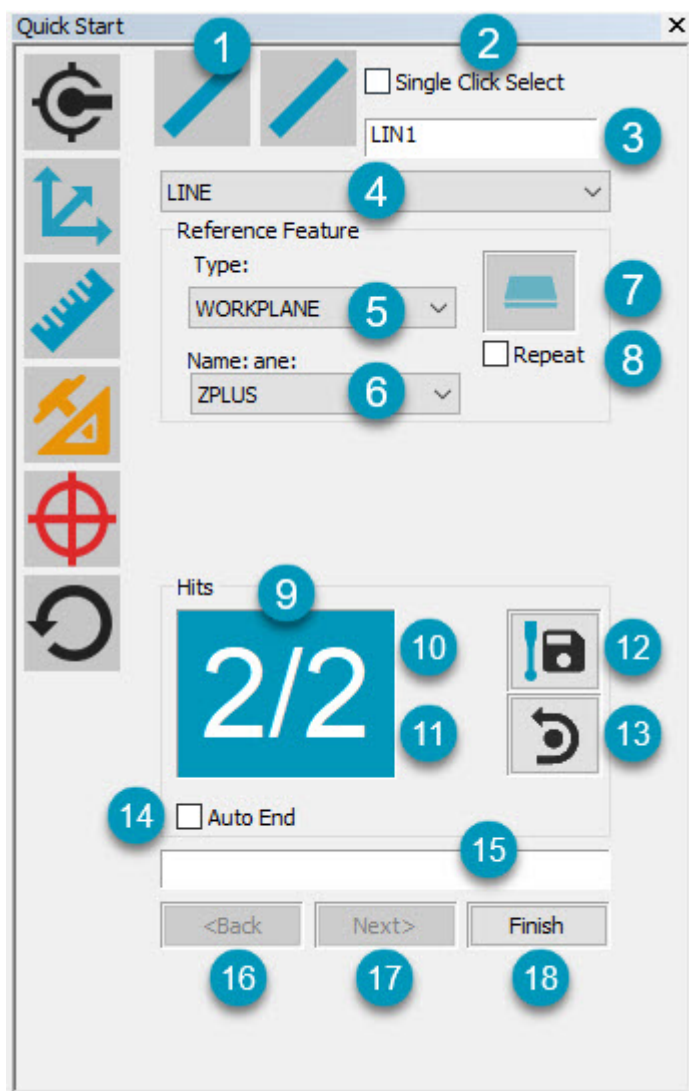 Quick Start
1
2
Single Click Select
LIN1
3
LINE
4
Reference Feature
Type:
WORKPLANE
5
7
Repeat
8
Name: ane:
ZPLUS
6
Hits
9
2/2
10
11
12
13
14
Auto End
15
<Back
Next>
Finish
16
17
18